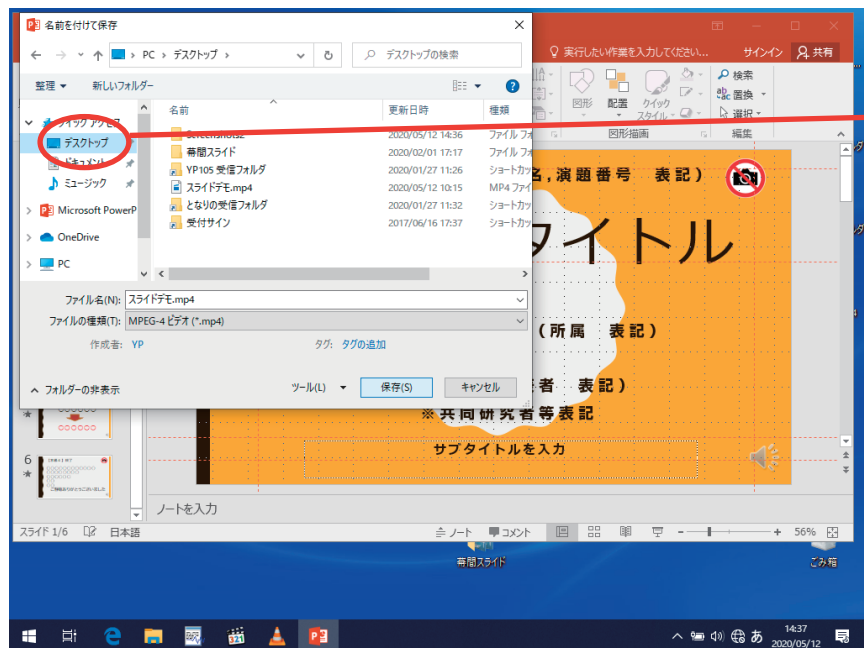 名前を付けて保存
PC › デスクトップ ›
デスクトップの検索
整理 新しいフォルダー
クイック アクセス
デスクトップ
ドキュメント
ミュージック
Microsoft PowerP
OneDrive
PC
名前 更新日時 種類
Screenshots2 2020/05/12 14:36 ファイル フォ
幕間スライド 2020/02/01 17:17 ファイル フォ
YP105 受信フォルダ 2020/01/27 11:26 ショートカッ
スライドデモ.mp4 2020/05/12 10:15 MP4 ファイ
となりの受信フォルダ 2020/01/27 11:32 ショートカッ
受付サイン 2017/06/16 17:37 ショートカッ
ファイル名(N): スライドデモ.mp4
ファイルの種類(T): MPEG-4 ビデオ (*.mp4)
作成者: YP タグ: タグの追加
フォルダーの非表示 ツール(L) 保存(S) キャンセル
実行したい作業を入力してください... サインイン 共有
図形 配置 クイック スタイル
検索
置換
選択
図形描画 編集
名,演題番号 表記)
タイトル
(所属 表記)
者 表記)
※共同研究者等表記
サブタイトルを入力
6
ノートを入力
スライド 1/6 日本語 ノート コメント 56%
幕間スライド ごみ箱
321
あ 14:37
2020/05/12